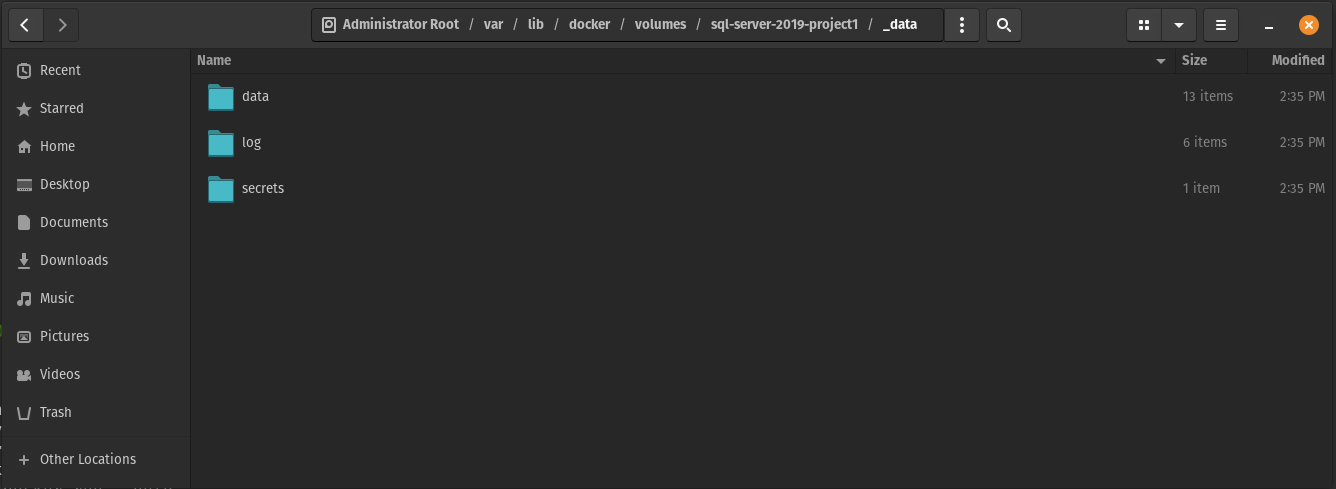 Administrator Root / var / lib / docker / volumes / sql-server-2019-project1 / _data
Name Size Modified
Recent
Starred
Home
Desktop
Documents
Downloads
Music
Pictures
Videos
Trash
Other Locations
data 13 items 2:35 PM
log 6 items 2:35 PM
secrets 1 item 2:35 PM